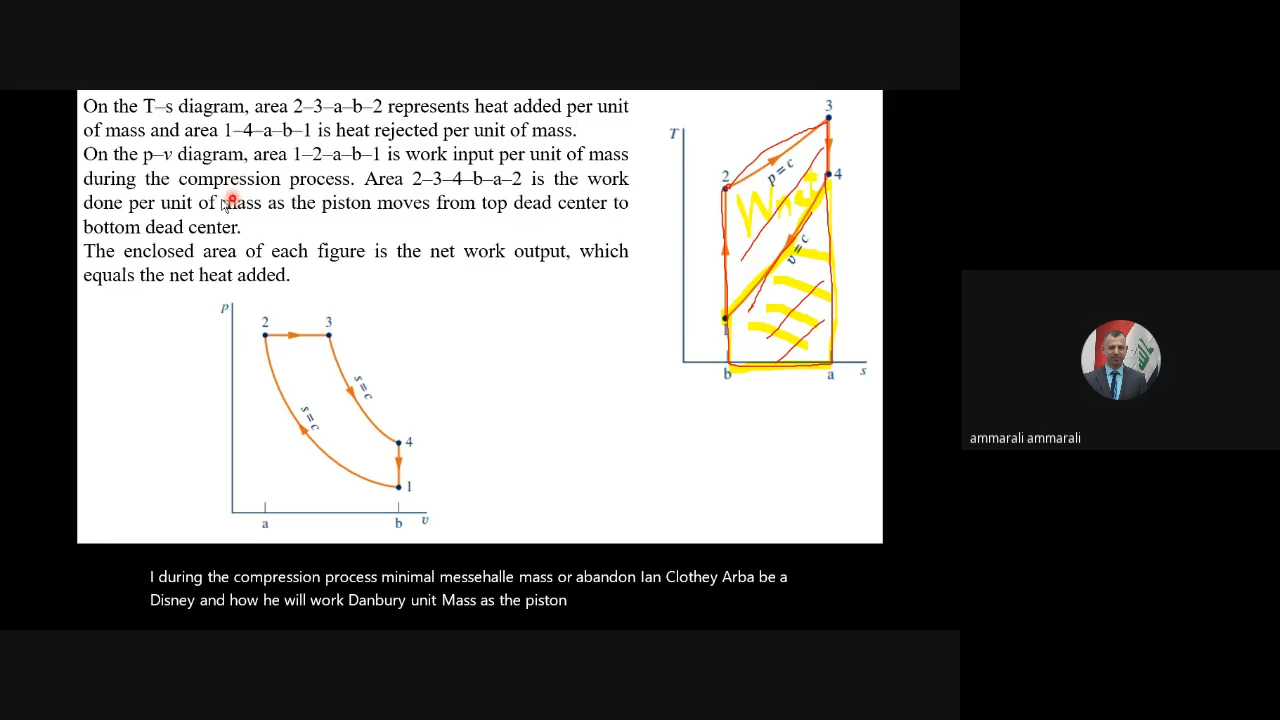 On the T–s diagram, area 2–3–a–b–2 represents heat added per unit
of mass and area 1–4–a–b–1 is heat rejected per unit of mass.
On the p–v diagram, area 1–2–a–b–1 is work input per unit of mass
during the compression process. Area 2–3–4–b–a–2 is the work
done per unit of mass as the piston moves from top dead center to
bottom dead center.
The enclosed area of each figure is the net work output, which
equals the net heat added.
T
3
2
p = c
4
Wnet
v = c
1
b
a
s
p
2
3
s = c
s = c
4
1
a
b
v
ammarali ammarali
I during the compression process minimal messehalle mass or abandon Ian Clothey Arba be a
Disney and how he will work Danbury unit Mass as the piston